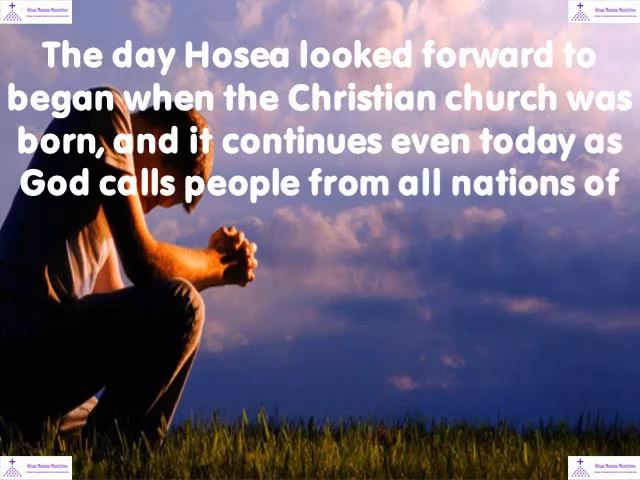 The day Hosea looked forward to
began when the Christian church was
born, and it continues even today as
God calls people from all nations of